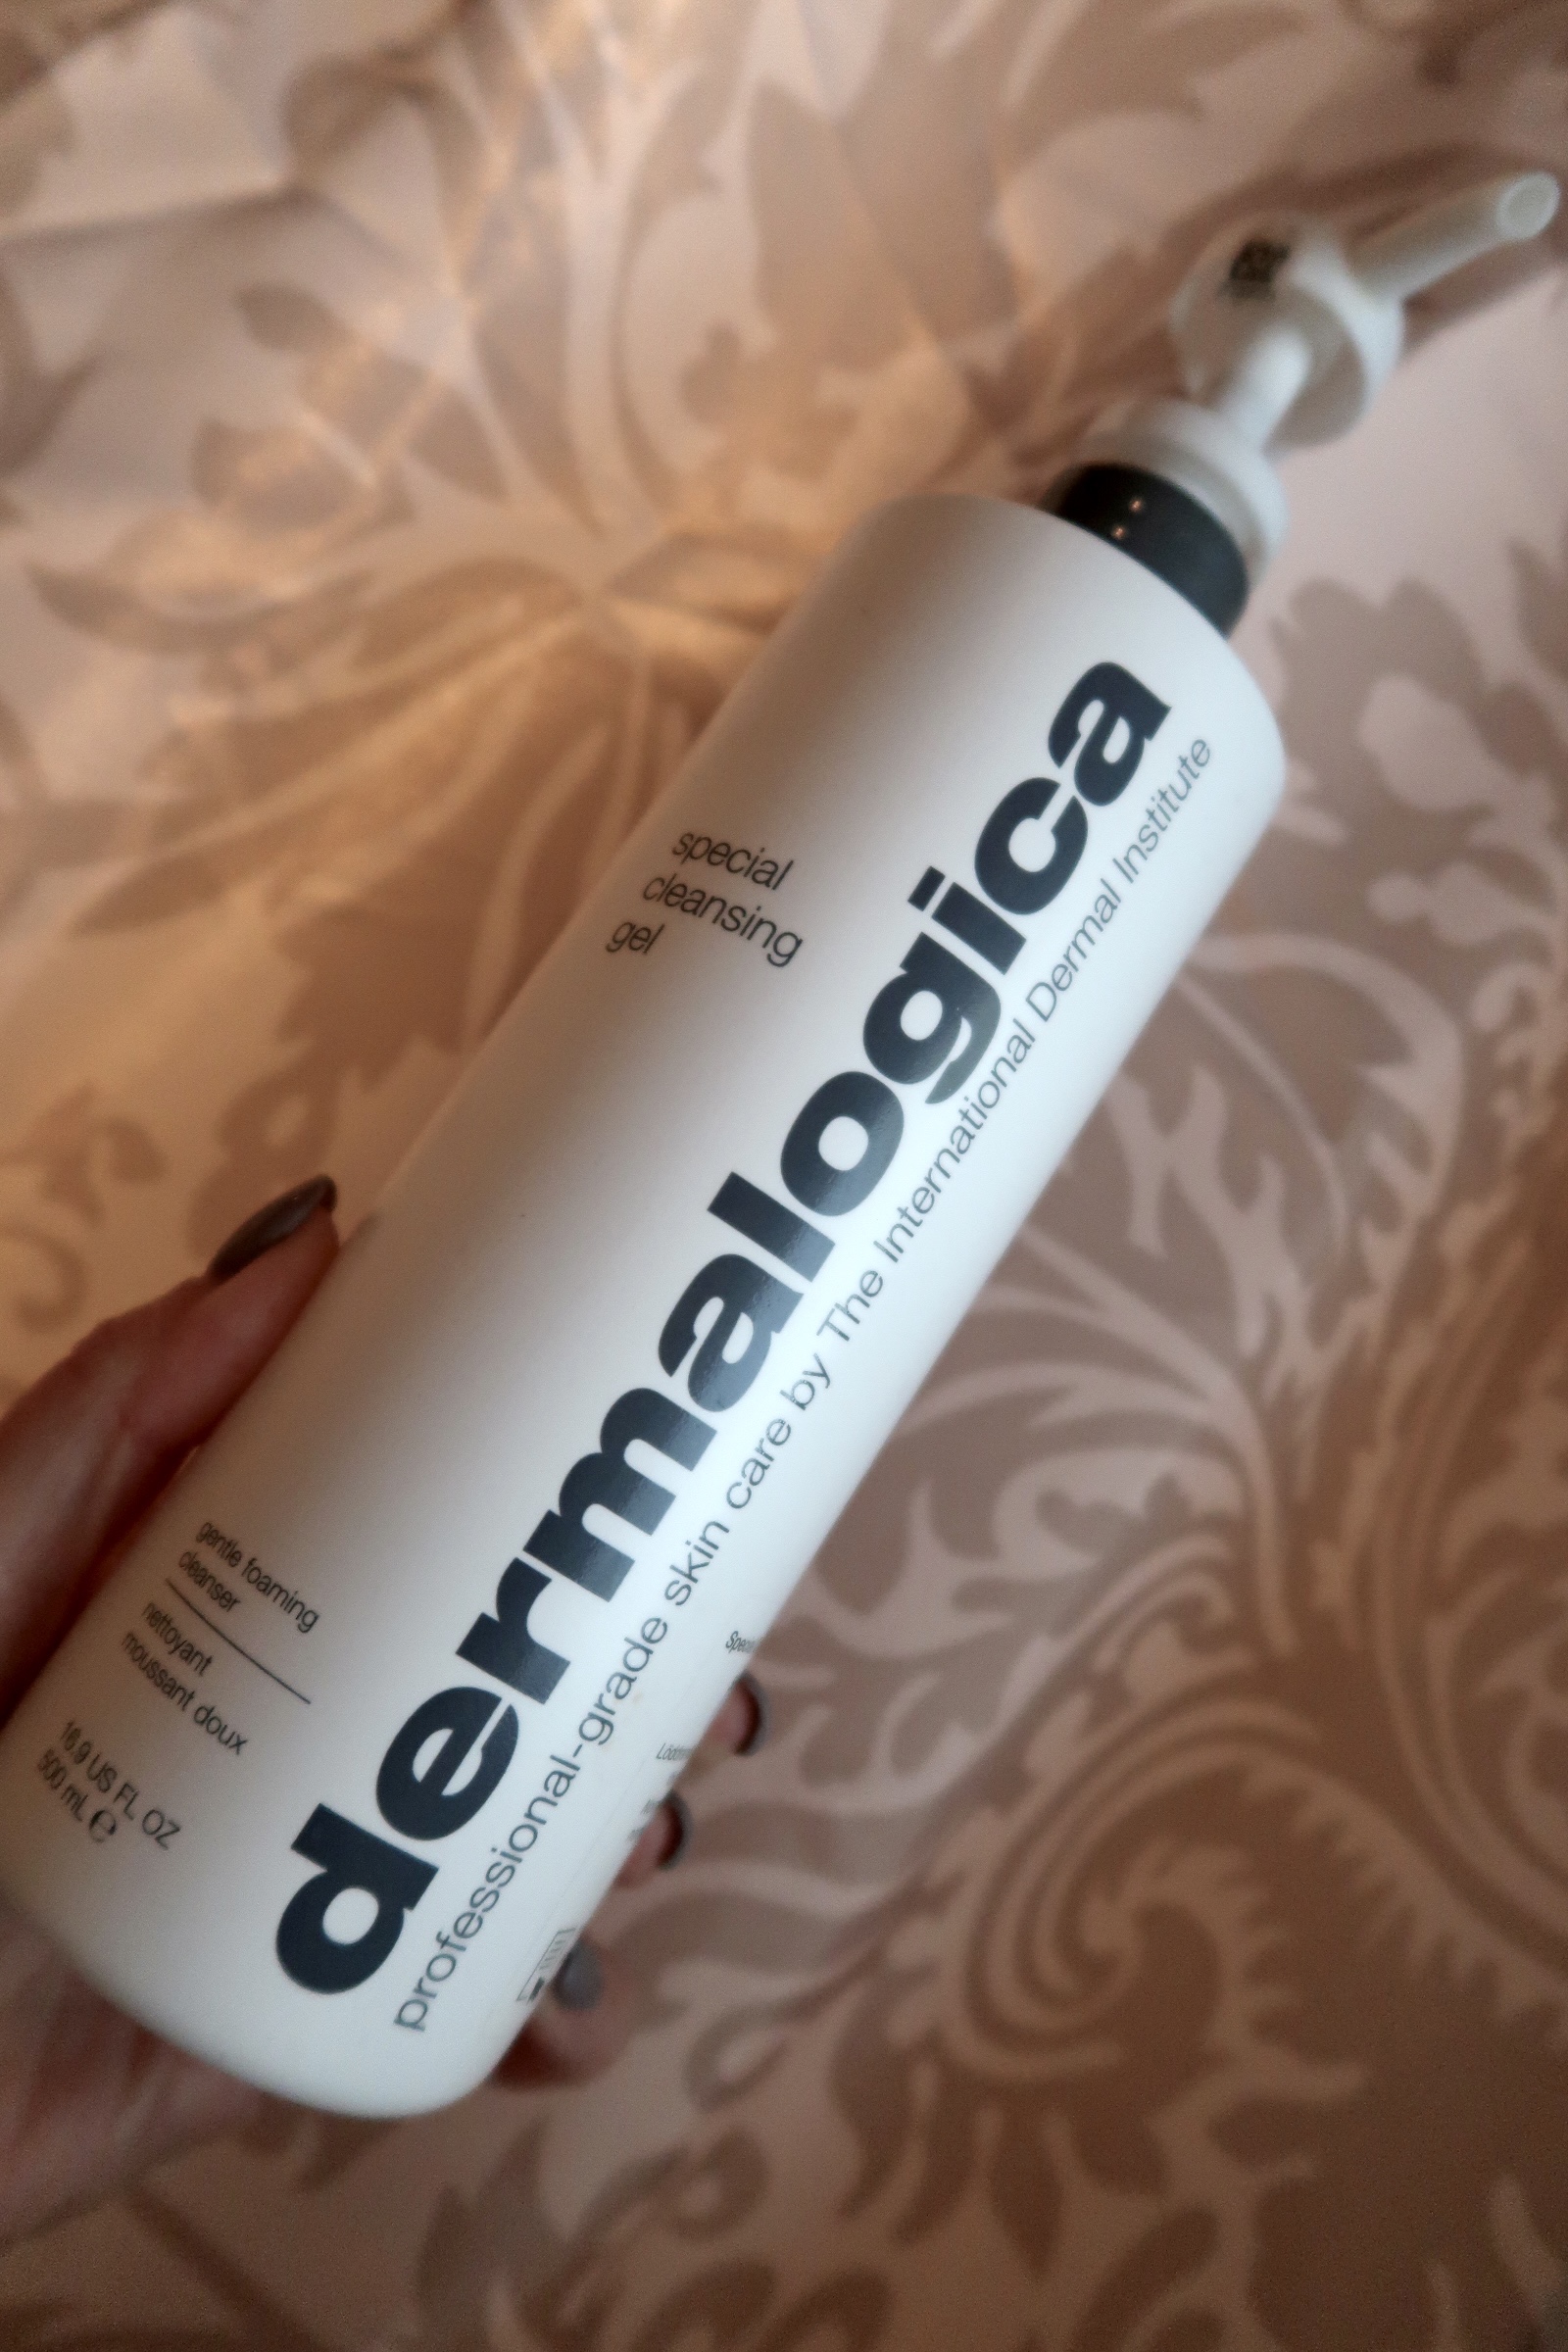 special
cleansing
gel
dermalogica
professional-grade skin care by The International Dermal Institute
gentle foaming
cleanser
nettoyant
moussant doux
16.9 US FL OZ
500 mL ℮